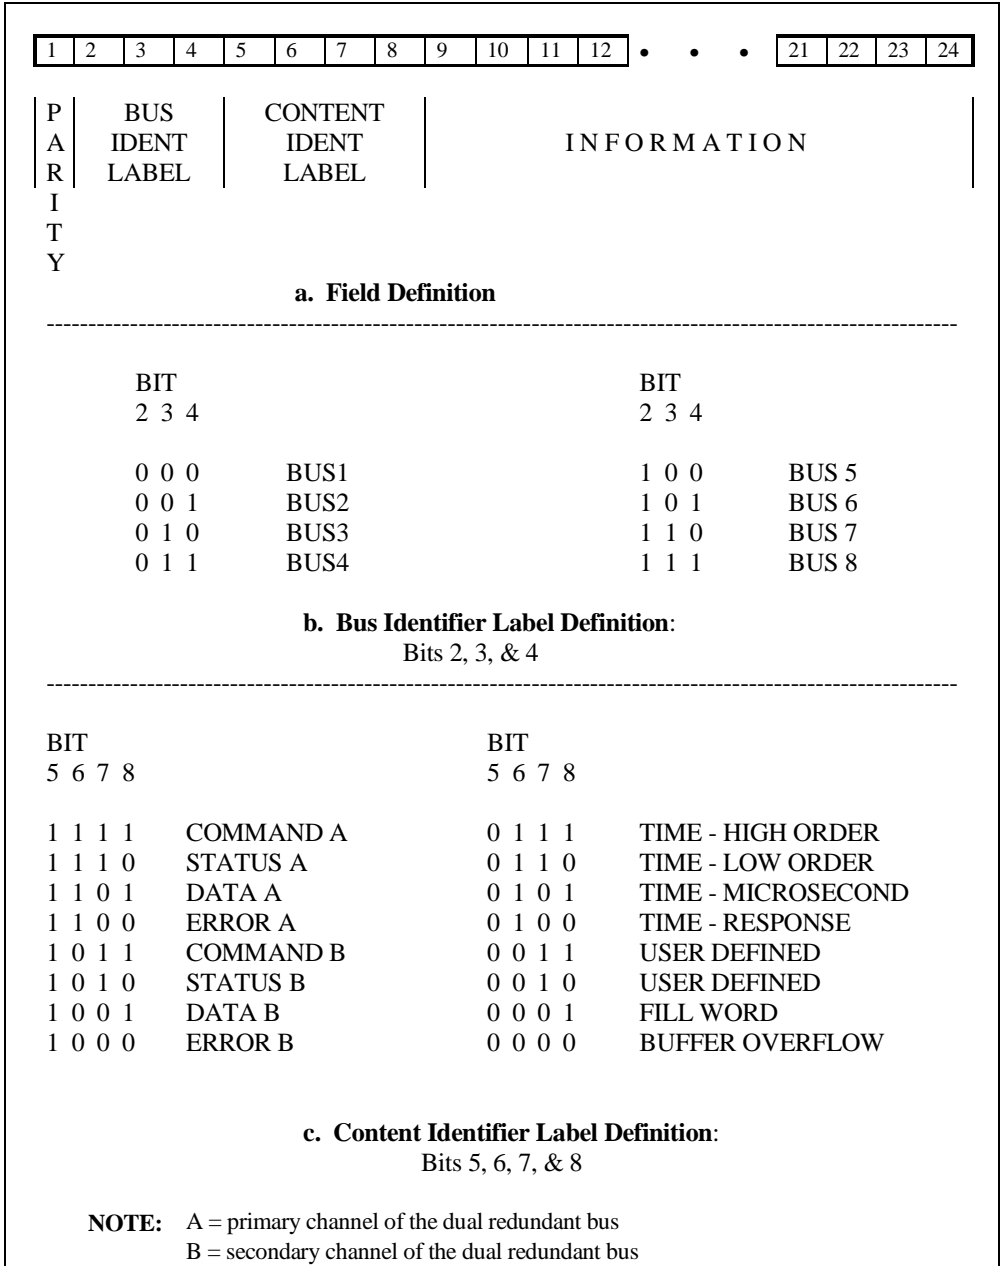 1 2 3 4 5 6 7 8 9 10 11 12 • • • 21 22 23 24
P BUS CONTENT
A IDENT IDENT I N F O R M A T I O N
R LABEL LABEL
I
T
Y
a. Field Definition
BIT BIT
2 3 4 2 3 4
0 0 0 BUS1 1 0 0 BUS 5
0 0 1 BUS2 1 0 1 BUS 6
0 1 0 BUS3 1 1 0 BUS 7
0 1 1 BUS4 1 1 1 BUS 8
b. Bus Identifier Label Definition:
Bits 2, 3, & 4
BIT BIT
5 6 7 8 5 6 7 8
1 1 1 1 COMMAND A 0 1 1 1 TIME - HIGH ORDER
1 1 1 0 STATUS A 0 1 1 0 TIME - LOW ORDER
1 1 0 1 DATA A 0 1 0 1 TIME - MICROSECOND
1 1 0 0 ERROR A 0 1 0 0 TIME - RESPONSE
1 0 1 1 COMMAND B 0 0 1 1 USER DEFINED
1 0 1 0 STATUS B 0 0 1 0 USER DEFINED
1 0 0 1 DATA B 0 0 0 1 FILL WORD
1 0 0 0 ERROR B 0 0 0 0 BUFFER OVERFLOW
c. Content Identifier Label Definition:
Bits 5, 6, 7, & 8
NOTE: A = primary channel of the dual redundant bus
B = secondary channel of the dual redundant bus